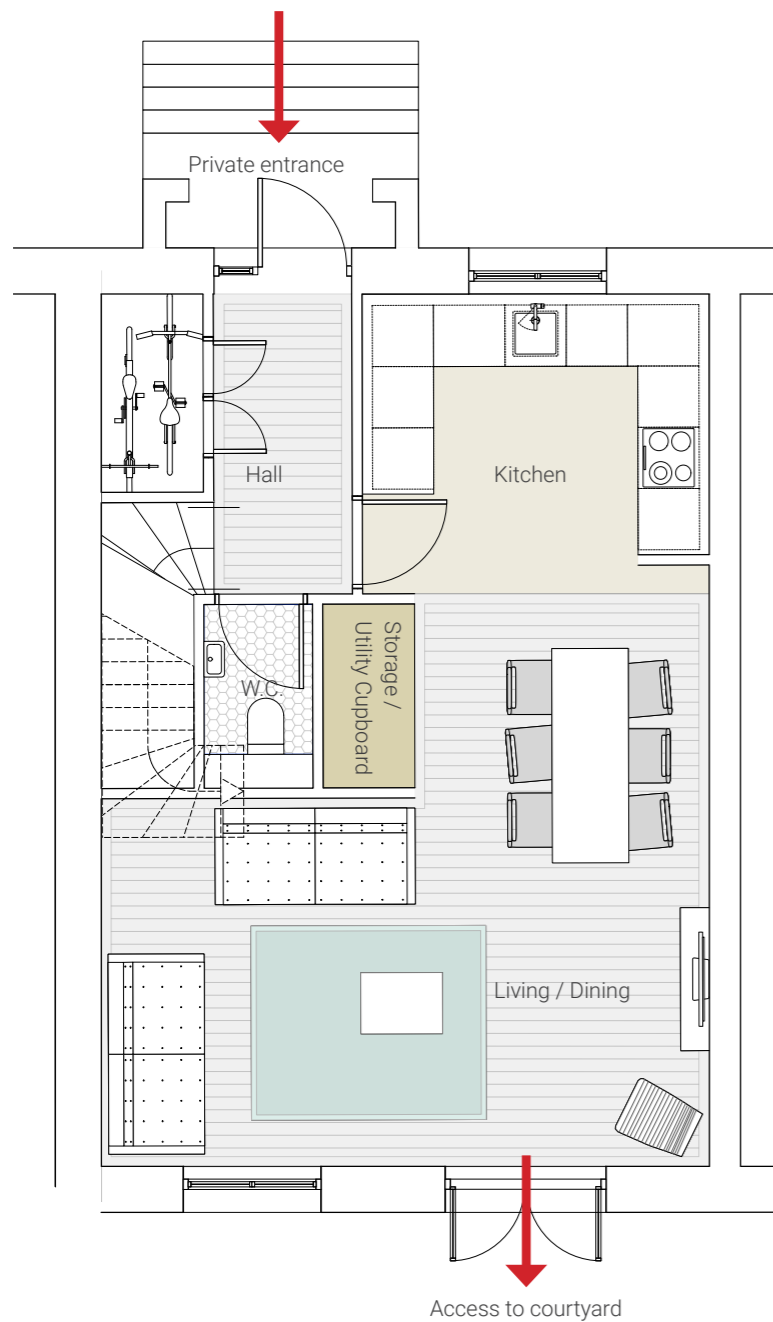 Private entrance
Hall
Kitchen
Storage /
Utility Cupboard
W.C.
Living / Dining
Access to courtyard